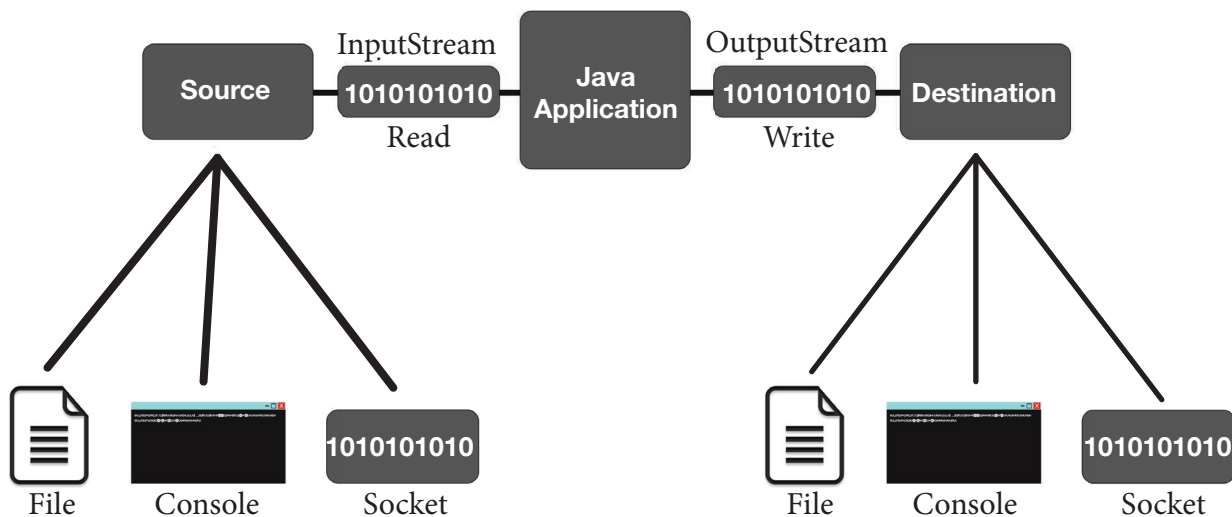 InputStream
OutputStream
Source
1010101010
Java
Application
1010101010
Destination
Read
Write
1010101010
1010101010
File
Console
Socket
File
Console
Socket